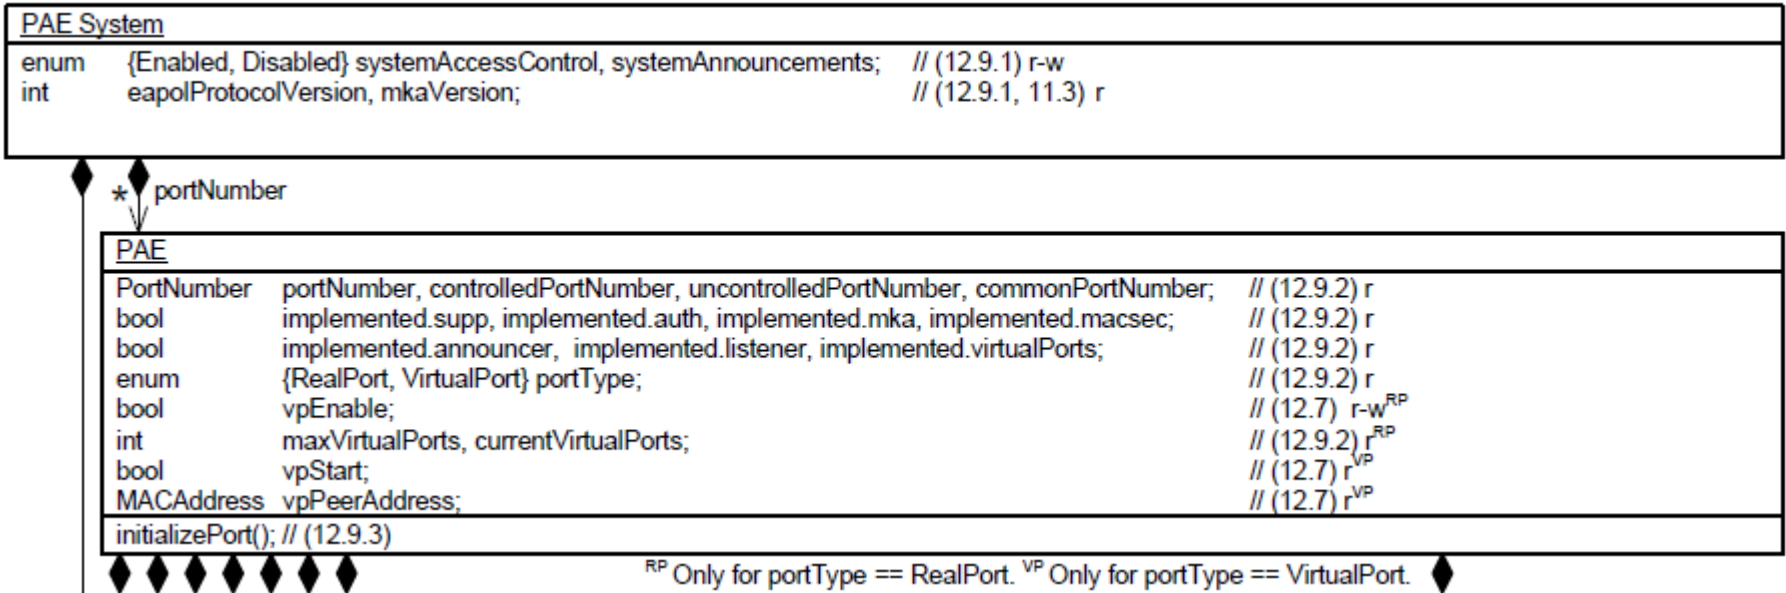 PAE System
enum {Enabled, Disabled} systemAccessControl, systemAnnouncements; // (12.9.1) r-w
int eapolProtocolVersion, mkaVersion; // (12.9.1, 11.3) r
* portNumber
PAE
PortNumber portNumber, controlledPortNumber, uncontrolledPortNumber, commonPortNumber; // (12.9.2) r
bool implemented.supp, implemented.auth, implemented.mka, implemented.macsec; // (12.9.2) r
bool implemented.announcer, implemented.listener, implemented.virtualPorts; // (12.9.2) r
enum {RealPort, VirtualPort} portType; // (12.9.2) r
bool vpEnable; // (12.7) r-wRP
int maxVirtualPorts, currentVirtualPorts; // (12.9.2) rRP
bool vpStart; // (12.7) rVP
MACAddress vpPeerAddress; // (12.7) rVP
initializePort(); // (12.9.3)
RP Only for portType == RealPort. VP Only for portType == VirtualPort.